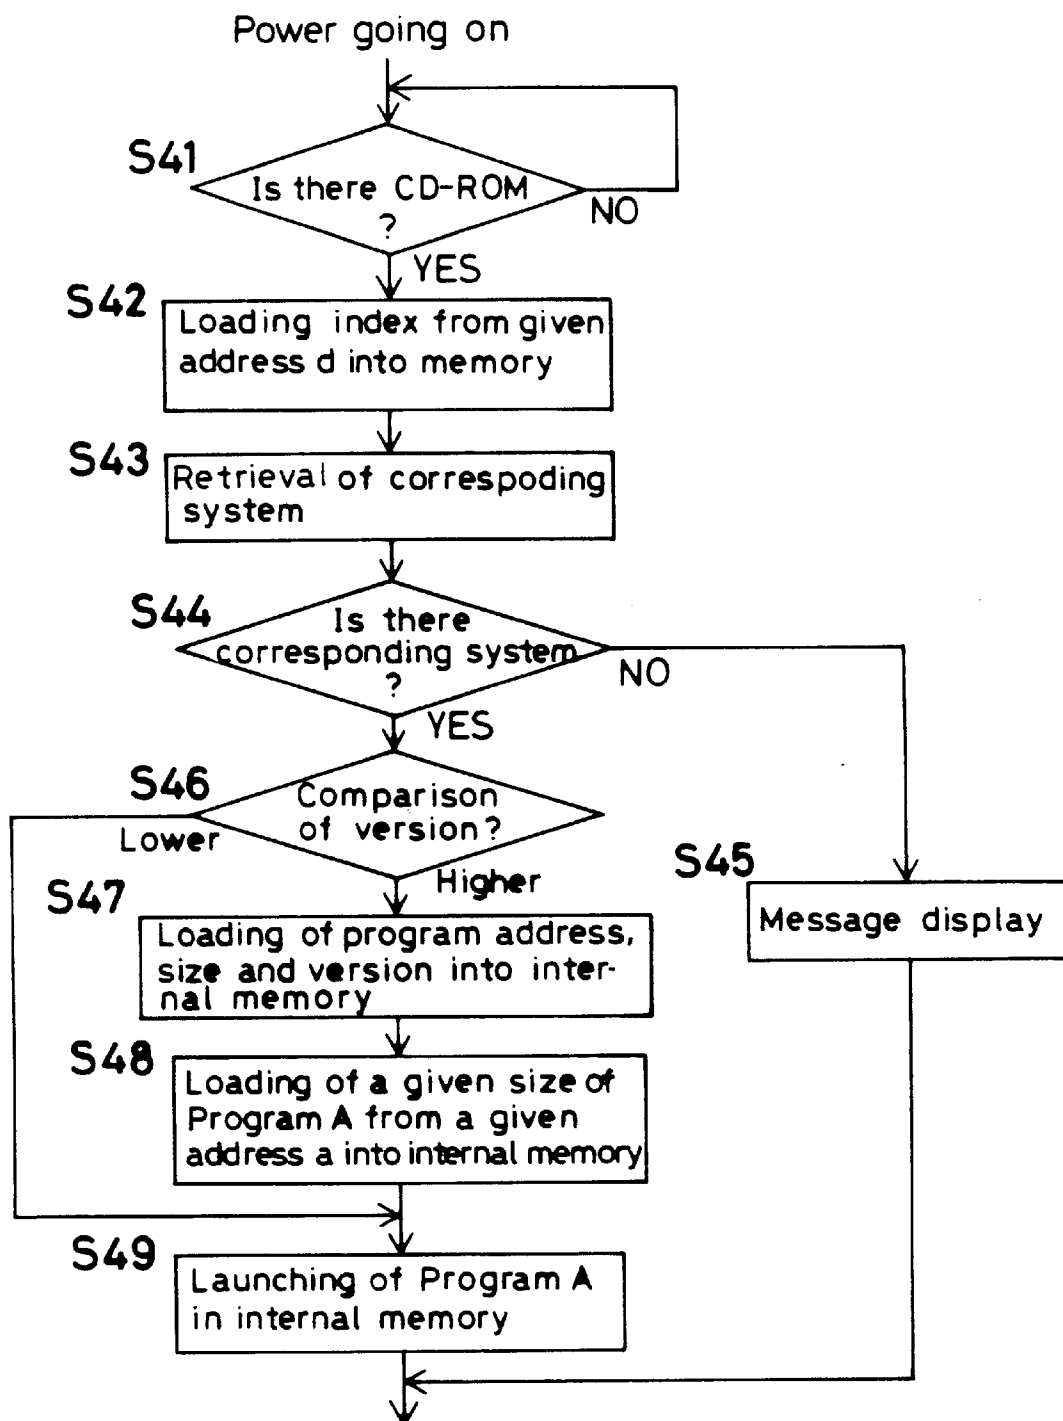 Power going on
S41
Is there CD-ROM
?
NO
YES
S42
Loading index from given
address d into memory
S43
Retrieval of correspoding
system
S44
Is there
corresponding system
?
NO
YES
S46
Comparison
of version?
Lower
Higher
S45
Message display
S47
Loading of program address,
size and version into inter-
nal memory
S48
Loading of a given size of
Program A from a given
address a into internal memory
S49
Launching of Program A
in internal memory